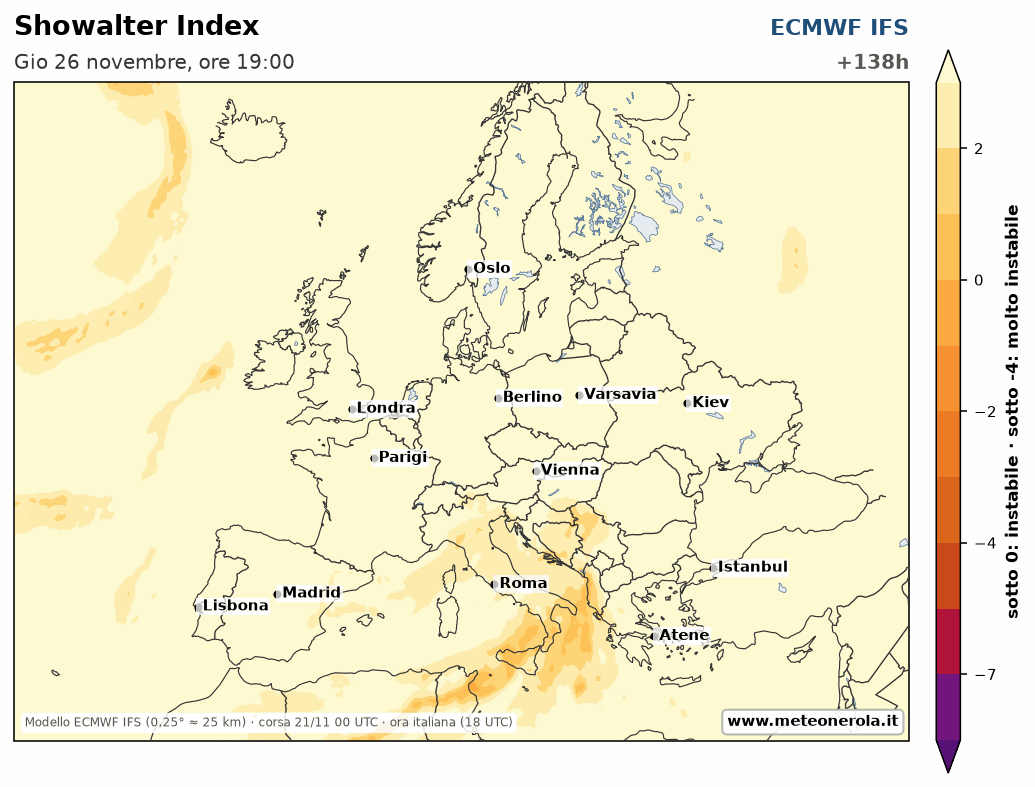 Showalter Index
ECMWF IFS
Gio 26 novembre, ore 19:00
+138h
Oslo
Berlino
Varsavia
Kiev
Londra
Parigi
Vienna
Istanbul
Roma
Madrid
Lisbona
Atene
Modello ECMWF IFS (0,25° ≈ 25 km) · corsa 21/11 00 UTC · ora italiana (18 UTC)
www.meteonerola.it
2
0
−2
−4
−7
sotto 0: instabile · sotto -4: molto instabile